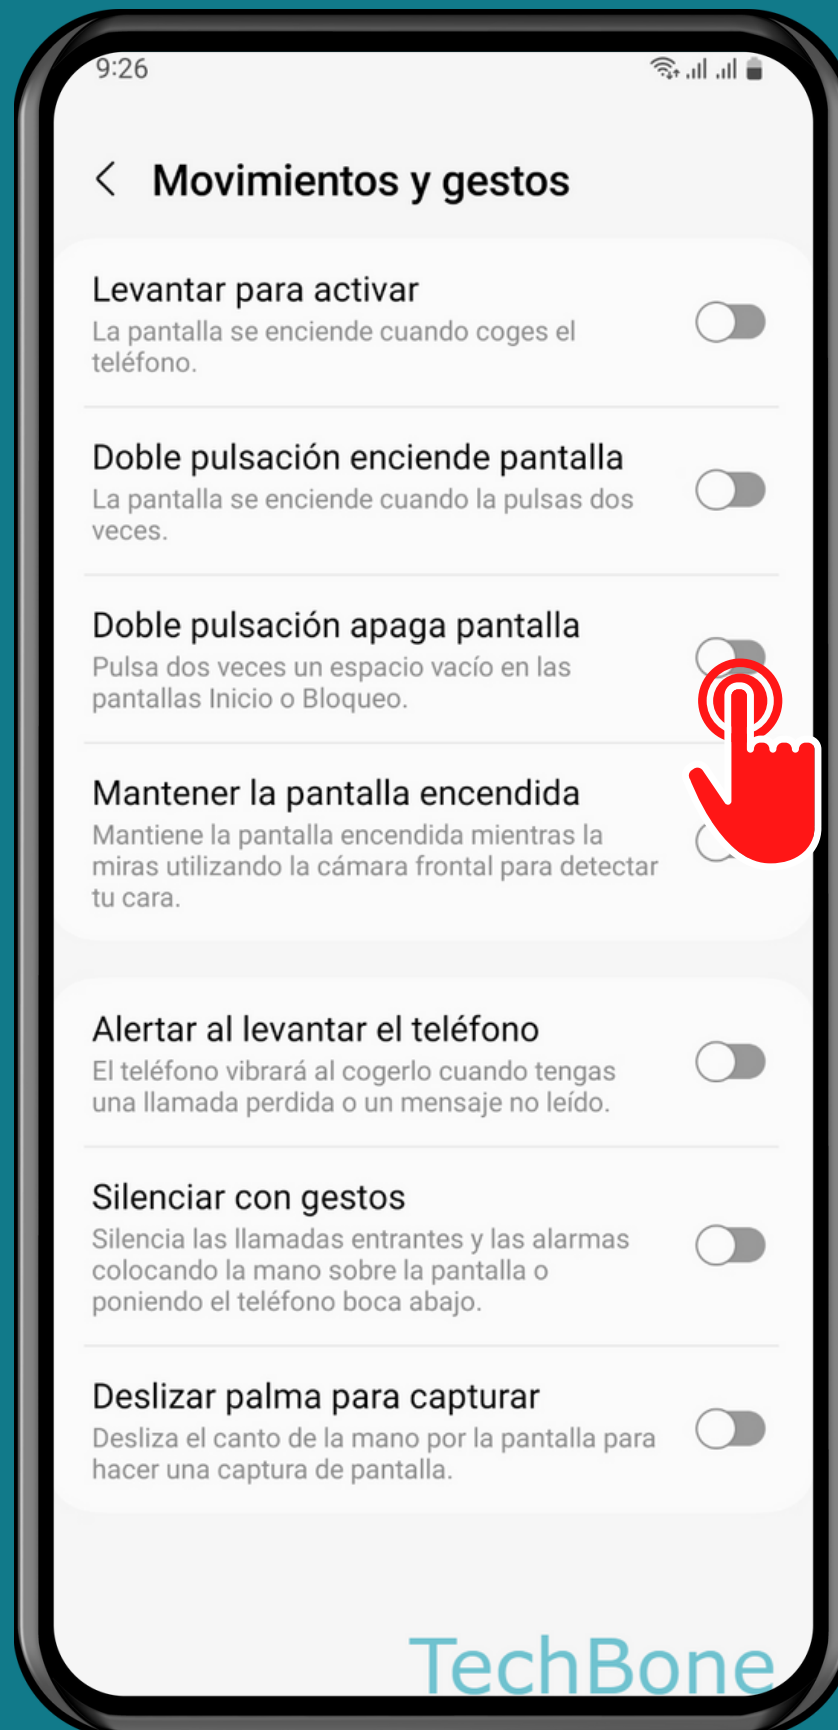 9:26
Movimientos y gestos
Levantar para activar
La pantalla se enciende cuando coges el
teléfono.
Doble pulsación enciende pantalla
La pantalla se enciende cuando la pulsas dos
veces.
Doble pulsación apaga pantalla
Pulsa dos veces un espacio vacío en las
pantallas Inicio o Bloqueo.
Mantener la pantalla encendida
Mantiene la pantalla encendida mientras la
miras utilizando la cámara frontal para detectar
tu cara.
Alertar al levantar el teléfono
El teléfono vibrará al cogerlo cuando tengas
una llamada perdida o un mensaje no leído.
Silenciar con gestos
Silencia las llamadas entrantes y las alarmas
colocando la mano sobre la pantalla o
poniendo el teléfono boca abajo.
Deslizar palma para capturar
Desliza el canto de la mano por la pantalla para
hacer una captura de pantalla.
TechBone